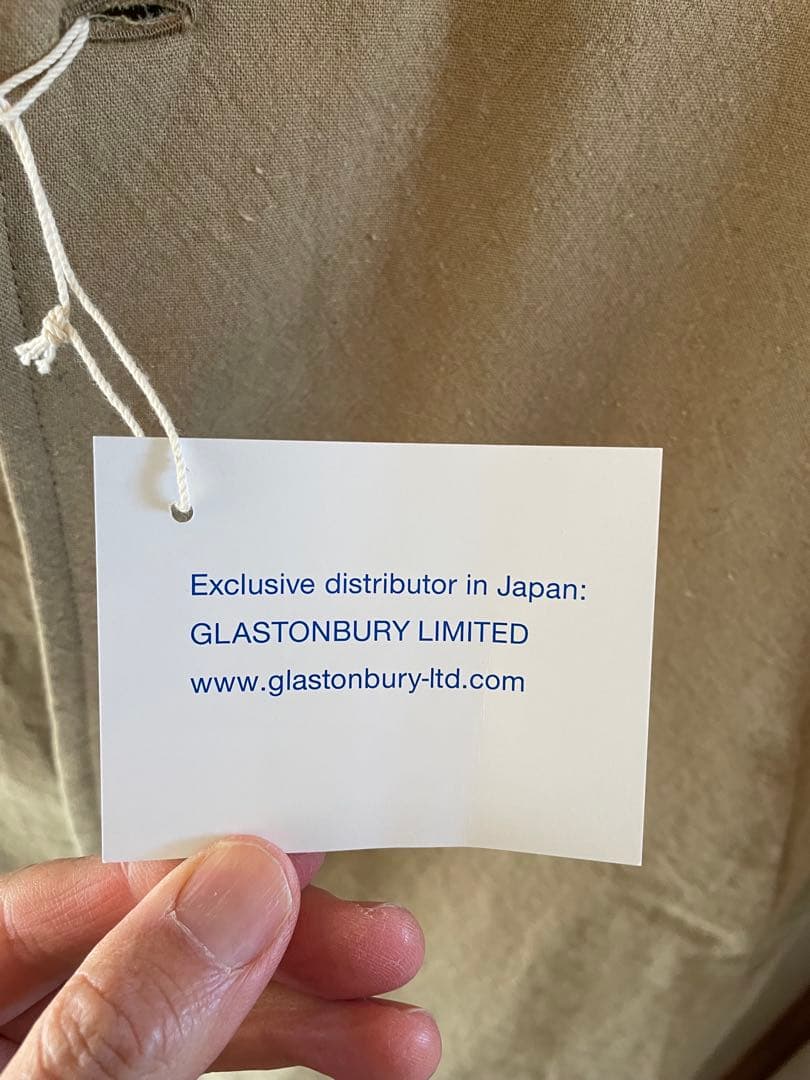 Exclusive distributor in Japan:
GLASTONBURY LIMITED
www.glastonbury-ltd.com